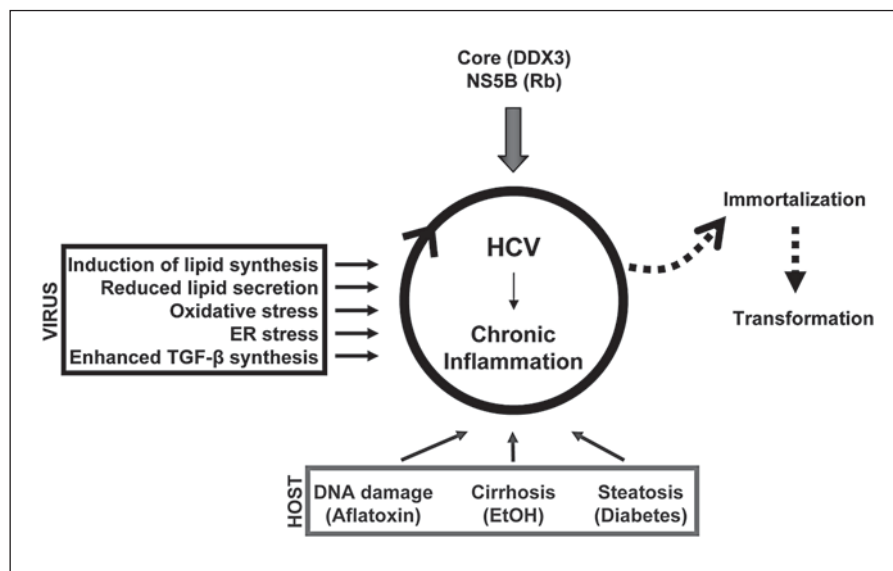 Core (DDX3)
NS5B (Rb)
Immortalization
HCV
VIRUS
Induction of lipid synthesis
Reduced lipid secretion
Oxidative stress
ER stress
Enhanced TGF-β synthesis
Transformation
Chronic
Inflammation
HOST
DNA damage
(Aflatoxin)
Cirrhosis
(EtOH)
Steatosis
(Diabetes)